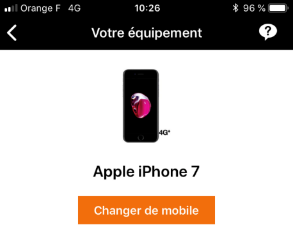 Orange F 4G 10:26 96 %
Votre équipement ?
4G+
Apple iPhone 7
Changer de mobile